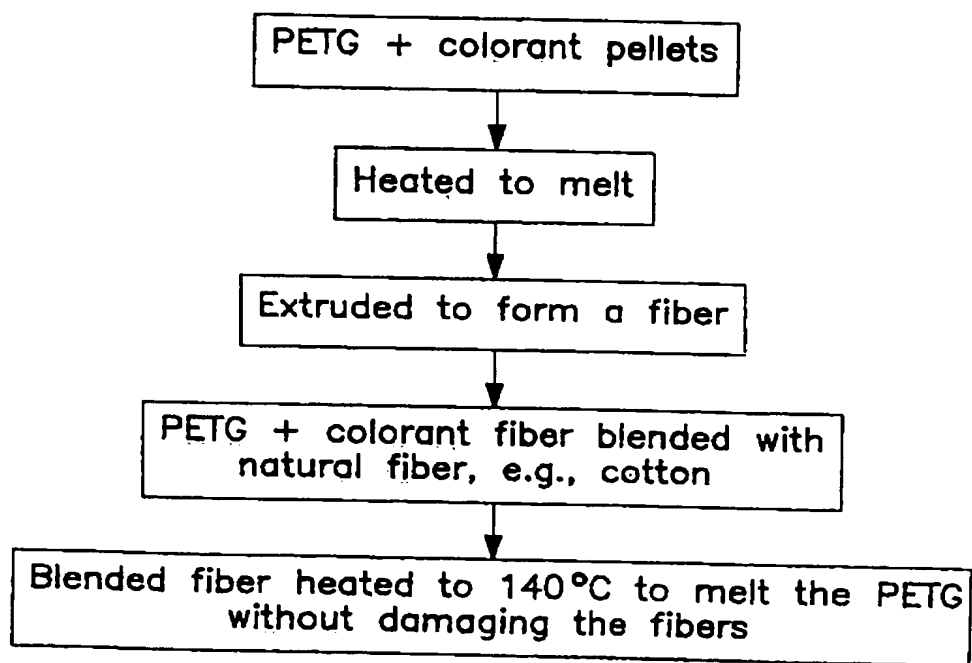 PETG + colorant pellets
Heated to melt
Extruded to form a fiber
PETG + colorant fiber blended with
natural fiber, e.g., cotton
Blended fiber heated to 140°C to melt the PETG
without damaging the fibers